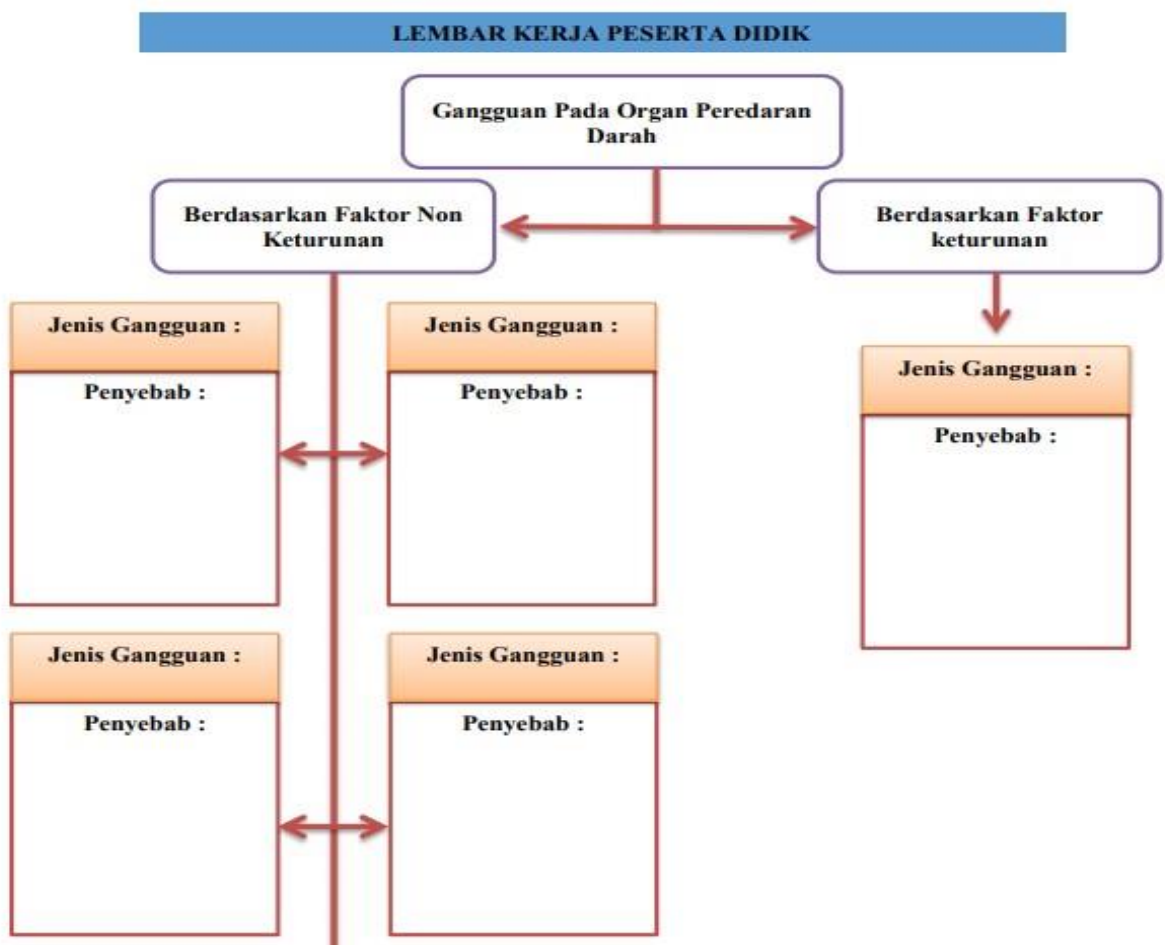 LEMBAR KERJA PESERTA DIDIK
Gangguan Pada Organ Peredaran
Darah
Berdasarkan Faktor Non
Keturunan
Berdasarkan Faktor
keturunan
Jenis Gangguan :
Penyebab :
Jenis Gangguan :
Penyebab :
Jenis Gangguan :
Penyebab :
Jenis Gangguan :
Penyebab :
Jenis Gangguan :
Penyebab :